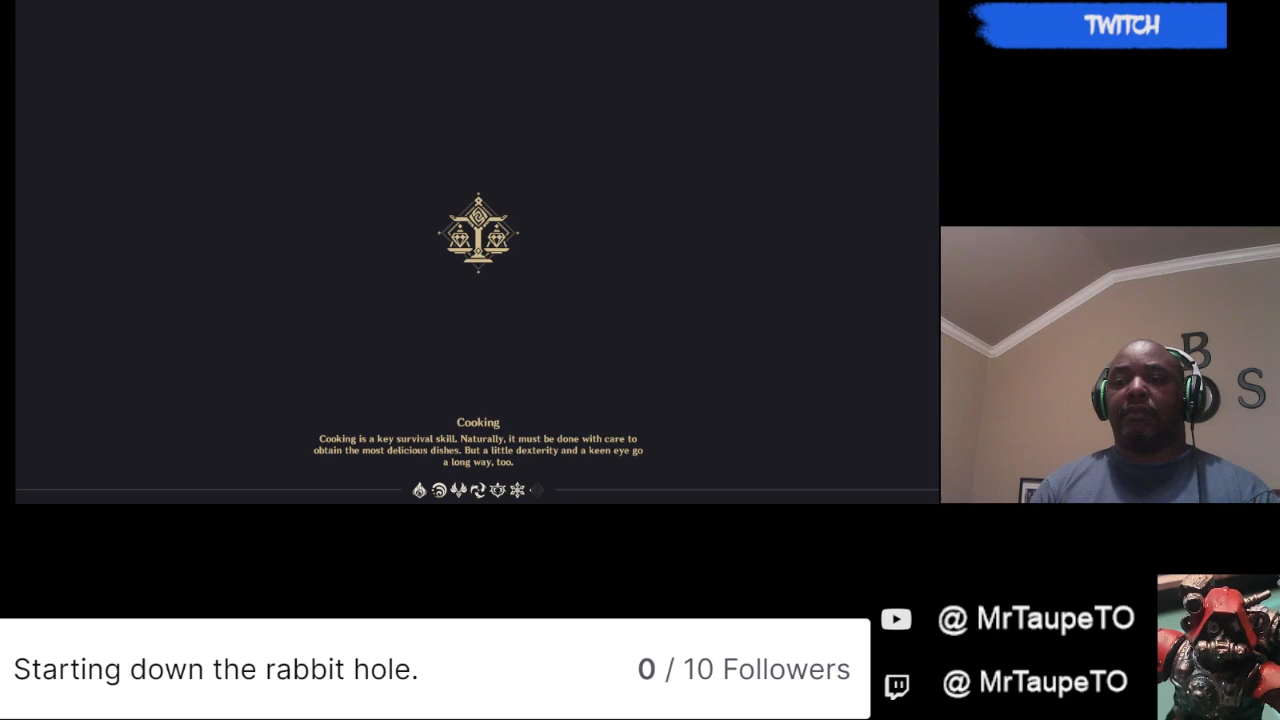 TWITCH
B
O
S
Cooking
Cooking is a key survival skill. Naturally, it must be done with care to
obtain the most delicious dishes. But a little dexterity and a keen eye go
a long way, too.
Starting down the rabbit hole.
0 / 10 Followers
@ MrTaupeTO
@ MrTaupeTO